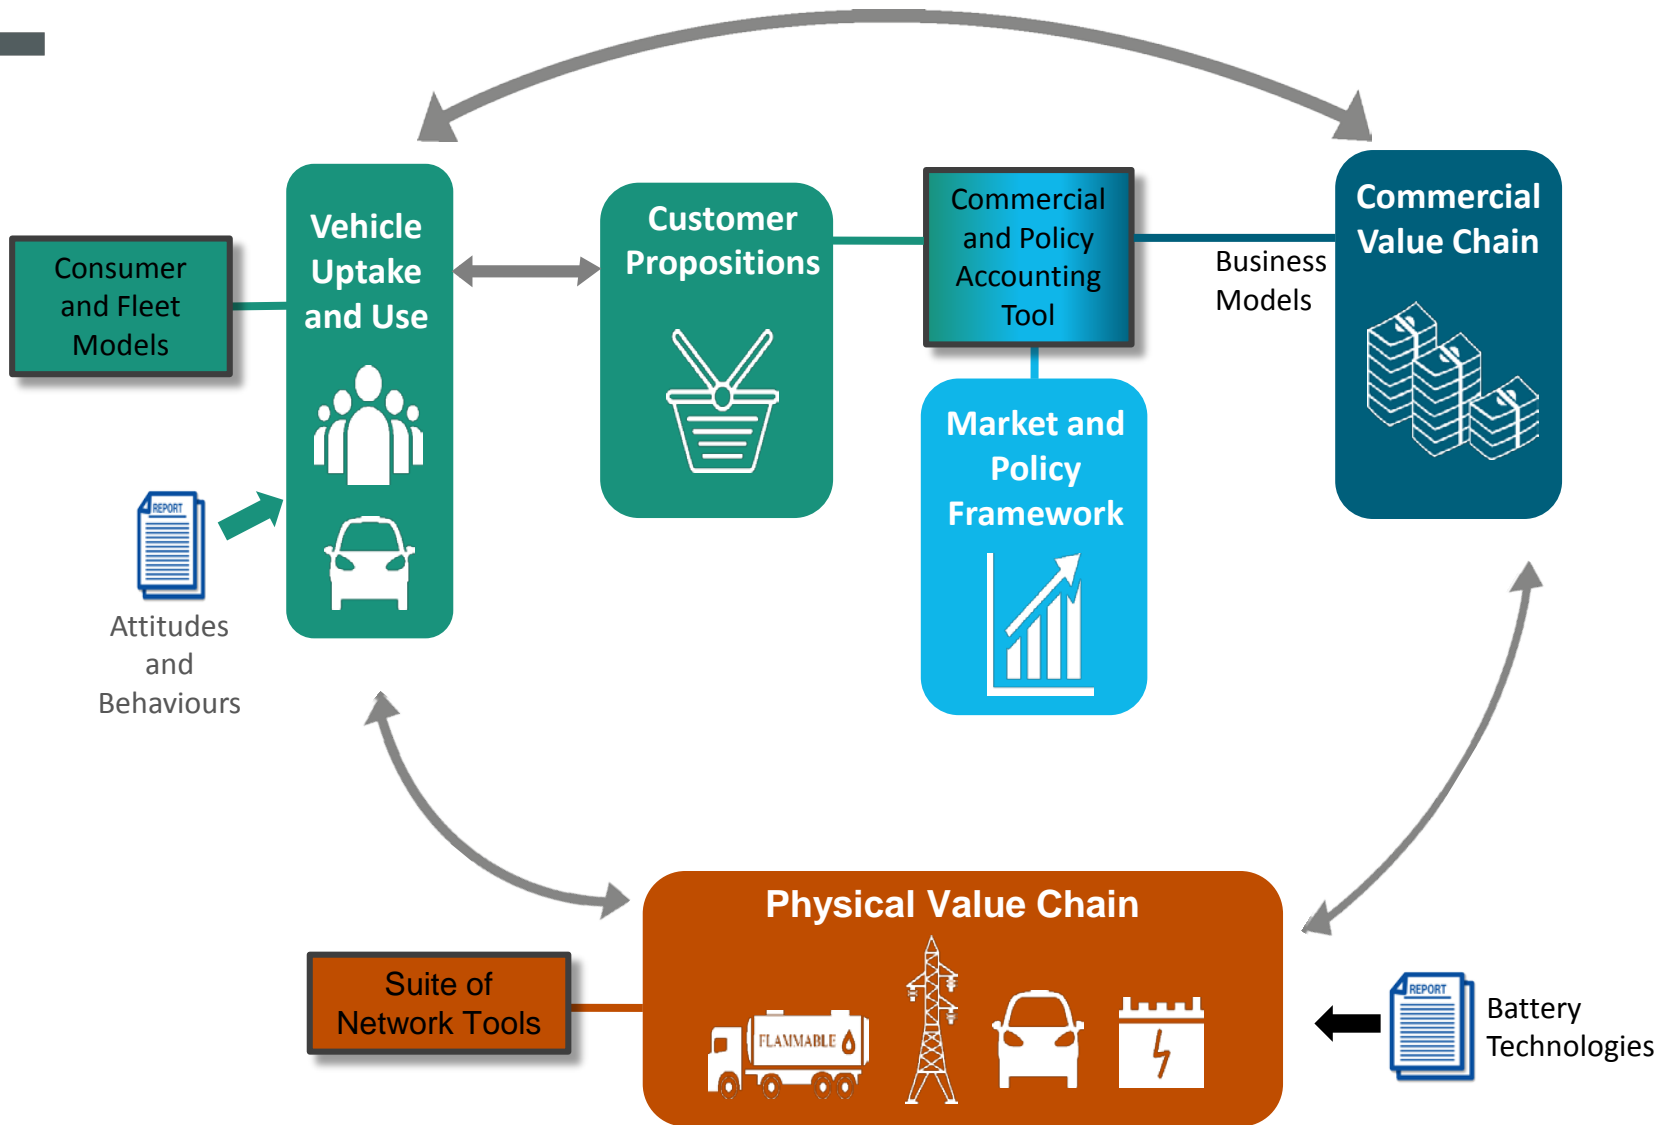 Vehicle
Uptake
and Use
Customer
Propositions
Commercial
and Policy
Accounting
Tool
Business
Models
Commercial
Value Chain
Consumer
and Fleet
Models
Market and
Policy
Framework
REPORT
Attitudes
and
Behaviours
Physical Value Chain
Suite of
Network Tools
FLAMMABLE
REPORT
Battery
Technologies